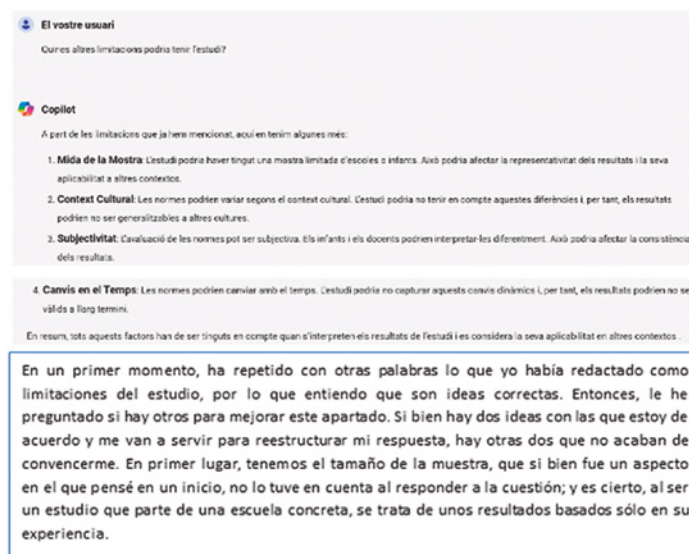 El vostre usuari
Quines altres limitacions podria tenir l'estudi?
Copilot
A part de les limitacions que ja hem mencionat, aquí en tenim algunes més:
1. Mida de la Mostra: L'estudi podria haver tingut una mostra limitada d'escoles o infants. Això podria afectar la representativitat dels resultats i la seva
aplicabilitat a altres contextos.
2. Context Cultural: Les normes podrien variar segons el context cultural. L'estudi podria no tenir en compte aquestes diferències i, per tant, els resultats
podrien no ser generalitzables a altres cultures.
3. Subjectivitat: L'avaluació de les normes pot ser subjectiva. Els infants i els docents podrien interpretar-les diferentment. Això podria afectar la consistència
dels resultats.
4. Canvis en el Temps: Les normes podrien canviar amb el temps. L'estudi podria no capturar aquests canvis dinàmics i, per tant, els resultats podrien no se
vàlids a llarg termini.
En resum, tots aquests factors han de ser tinguts en compte quan s'interpreten els resultats de l'estudi i es considera la seva aplicabilitat en altres contextos .
En un primer momento, ha repetido con otras palabras lo que yo había redactado como
limitaciones del estudio, por lo que entiendo que son ideas correctas. Entonces, le he
preguntado si hay otros para mejorar este apartado. Si bien hay dos ideas con las que estoy de
acuerdo y me van a servir para reestructurar mi respuesta, hay otras dos que no acaban de
convencerme. En primer lugar, tenemos el tamaño de la muestra, que si bien fue un aspecto
en el que pensé en un inicio, no lo tuve en cuenta al responder a la cuestión; y es cierto, al ser
un estudio que parte de una escuela concreta, se trata de unos resultados basados sólo en su
experiencia.